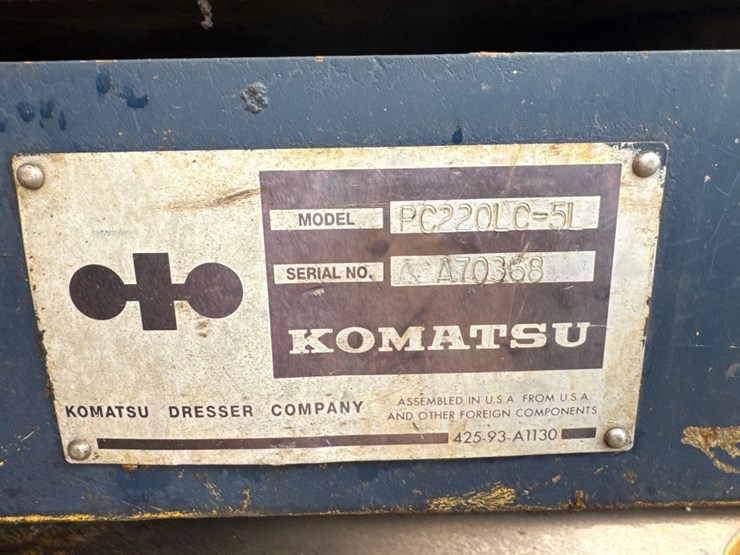 MODEL PC220LC-5L
SERIAL NO. A70368
KOMATSU
KOMATSU DRESSER COMPANY
ASSEMBLED IN U.S.A. FROM U.S.A.
AND OTHER FOREIGN COMPONENTS
425-93-A1130